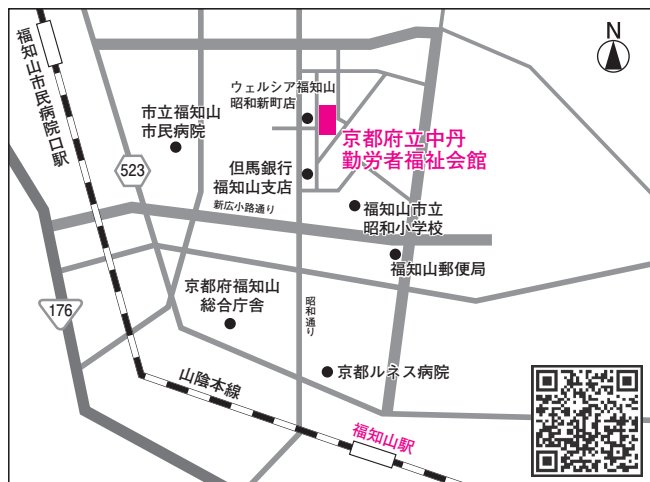 福知山市民病院口駅
N
ウェルシア福知山
昭和新町店
市立福知山
市民病院
京都府立中丹
勤労者福祉会館
523
但馬銀行
福知山支店
新広小路通り
福知山市立
昭和小学校
福知山郵便局
京都府福知山
総合庁舎
昭和通り
176
京都ルネス病院
山陰本線
福知山駅